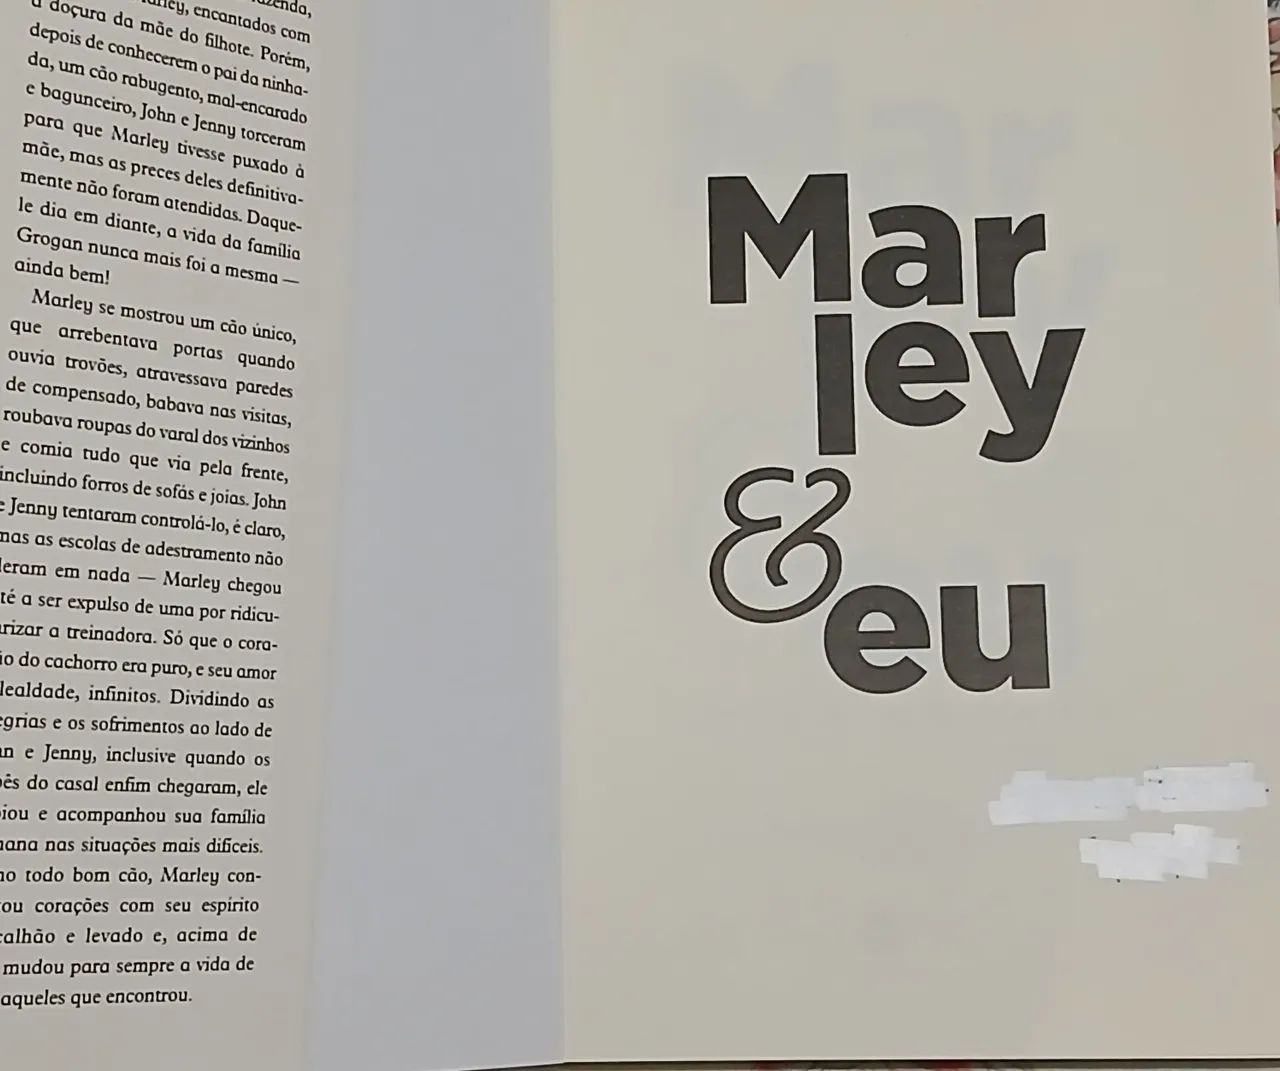 encantados com
a doçura da mãe do filhote. Porém,
depois de conhecerem o pai da ninha-
da, um cão rabugento, mal-encarado
e bagunceiro, John e Jenny torceram
para que Marley tivesse puxado à
mãe, mas as preces deles definitiva-
mente não foram atendidas. Daque-
le dia em diante, a vida da família
Grogan nunca mais foi a mesma —
ainda bem!
Marley se mostrou um cão único,
que arrebentava portas quando
ouvia trovões, atravessava paredes
de compensado, babava nas visitas,
roubava roupas do varal dos vizinhos
e comia tudo que via pela frente,
incluindo forros de sofás e joias. John
e Jenny tentaram controlá-lo, é claro,
mas as escolas de adestramento não
deram em nada — Marley chegou
té a ser expulso de uma por ridicu-
arizar a treinadora. Só que o cora-
ão do cachorro era puro, e seu amor
lealdade, infinitos. Dividindo as
egrias e os sofrimentos ao lado de
n e Jenny, inclusive quando os
ês do casal enfim chegaram, ele
iou e acompanhou sua família
mana nas situações mais difíceis.
mo todo bom cão, Marley con-
ou corações com seu espírito
calhão e levado e, acima de
mudou para sempre a vida de
aqueles que encontrou.
Mar
ley
&
eu